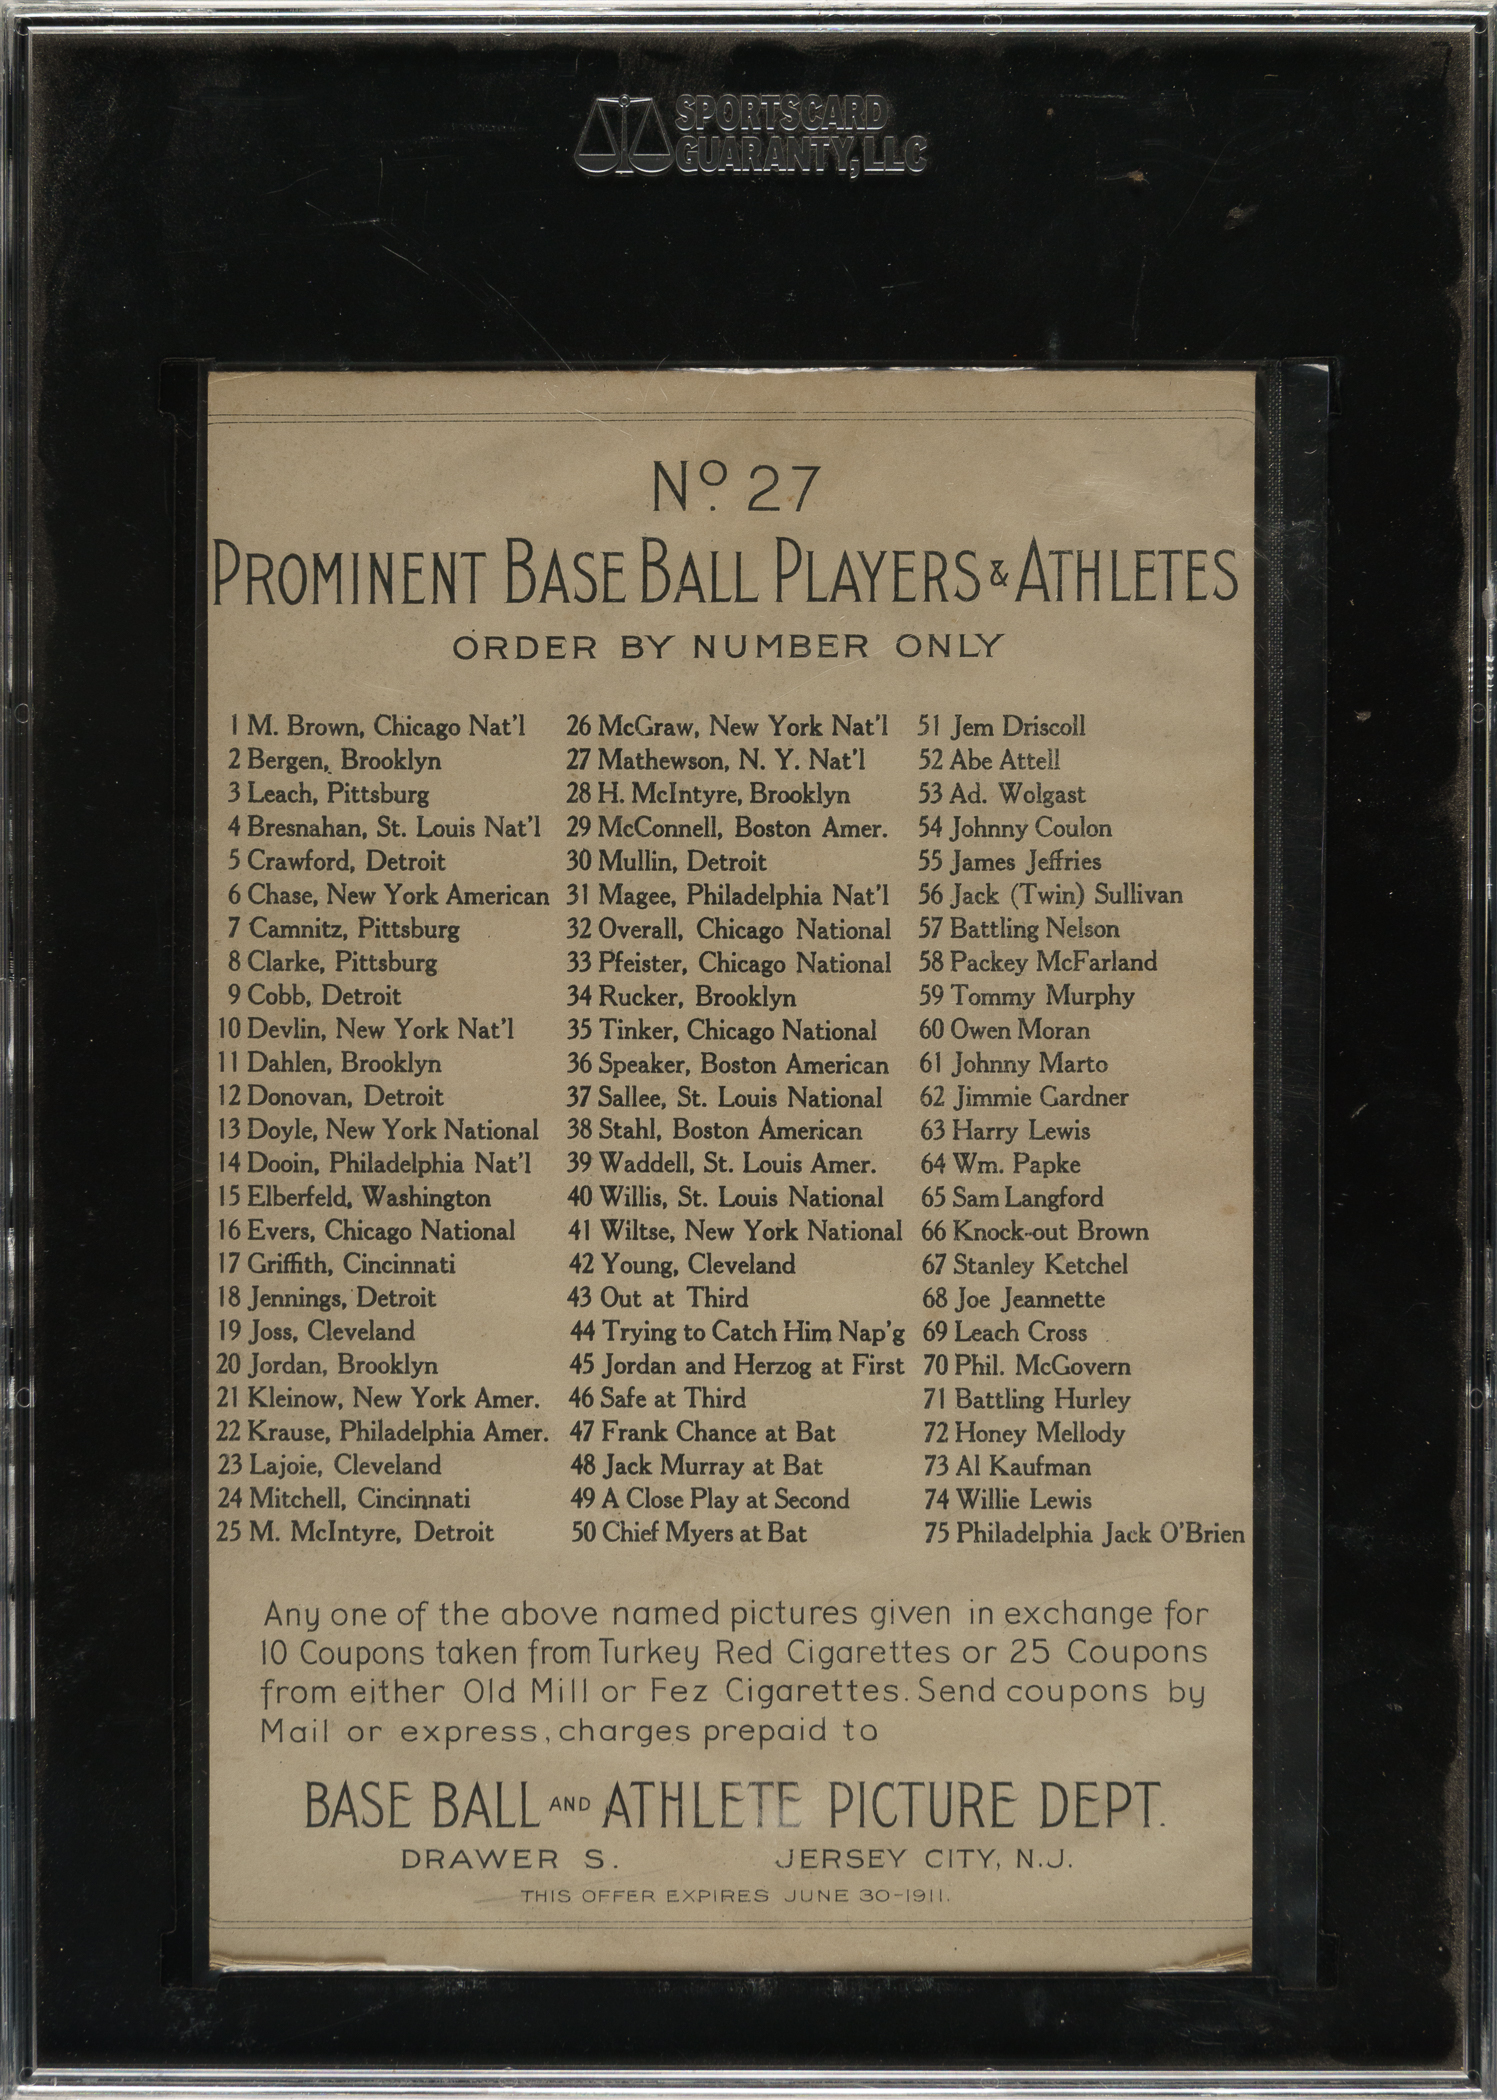 SPORTSCARD
GUARANTY, LLC
No. 27
PROMINENT BASE BALL PLAYERS & ATHLETES
ORDER BY NUMBER ONLY
1 M. Brown, Chicago Nat'l
2 Bergen, Brooklyn
3 Leach, Pittsburg
4 Bresnahan, St. Louis Nat'l
5 Crawford, Detroit
6 Chase, New York American
7 Camnitz, Pittsburg
8 Clarke, Pittsburg
9 Cobb, Detroit
10 Devlin, New York Nat'l
11 Dahlen, Brooklyn
12 Donovan, Detroit
13 Doyle, New York National
14 Dooin, Philadelphia Nat'l
15 Elberfeld, Washington
16 Evers, Chicago National
17 Griffith, Cincinnati
18 Jennings, Detroit
19 Joss, Cleveland
20 Jordan, Brooklyn
21 Kleinow, New York Amer.
22 Krause, Philadelphia Amer.
23 Lajoie, Cleveland
24 Mitchell, Cincinnati
25 M. McIntyre, Detroit
26 McGraw, New York Nat'l
27 Mathewson, N. Y. Nat'l
28 H. McIntyre, Brooklyn
29 McConnell, Boston Amer.
30 Mullin, Detroit
31 Magee, Philadelphia Nat'l
32 Overall, Chicago National
33 Pfeister, Chicago National
34 Rucker, Brooklyn
35 Tinker, Chicago National
36 Speaker, Boston American
37 Sallee, St. Louis National
38 Stahl, Boston American
39 Waddell, St. Louis Amer.
40 Willis, St. Louis National
41 Wiltse, New York National
42 Young, Cleveland
43 Out at Third
44 Trying to Catch Him Nap'g
45 Jordan and Herzog at First
46 Safe at Third
47 Frank Chance at Bat
48 Jack Murray at Bat
49 A Close Play at Second
50 Chief Myers at Bat
51 Jem Driscoll
52 Abe Attell
53 Ad. Wolgast
54 Johnny Coulon
55 James Jeffries
56 Jack (Twin) Sullivan
57 Battling Nelson
58 Packey McFarland
59 Tommy Murphy
60 Owen Moran
61 Johnny Marto
62 Jimmie Gardner
63 Harry Lewis
64 Wm. Papke
65 Sam Langford
66 Knock-out Brown
67 Stanley Ketchel
68 Joe Jeannette
69 Leach Cross
70 Phil. McGovern
71 Battling Hurley
72 Honey Mellody
73 Al Kaufman
74 Willie Lewis
75 Philadelphia Jack O'Brien
Any one of the above named pictures given in exchange for
10 Coupons taken from Turkey Red Cigarettes or 25 Coupons
from either Old Mill or Fez Cigarettes. Send coupons by
Mail or express, charges prepaid to
BASE BALL AND ATHLETE PICTURE DEPT.
DRAWER S. JERSEY CITY, N.J.
THIS OFFER EXPIRES JUNE 30-1911.